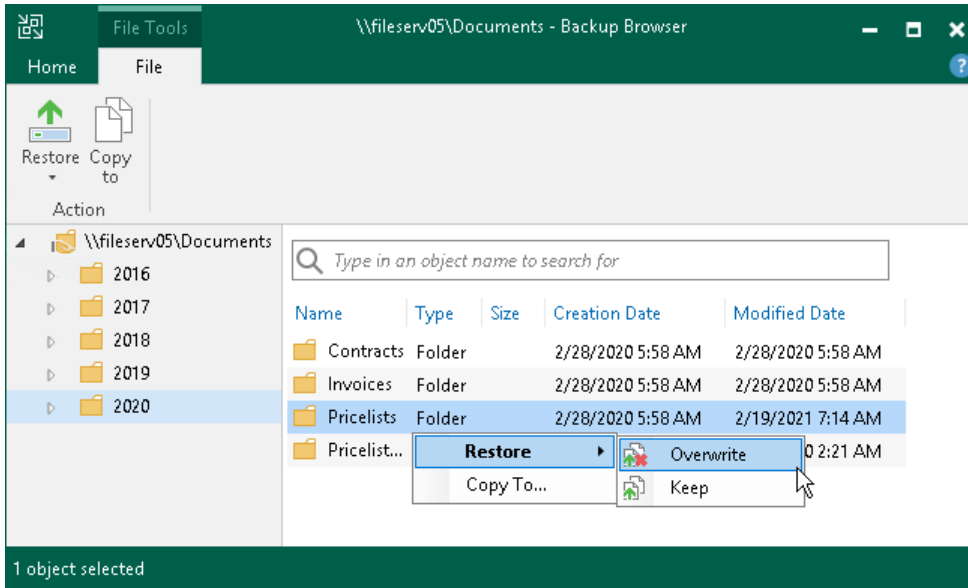 File Tools
\\fileserv05\Documents - Backup Browser
Home
File
?
Restore
Copy to
Action
\\fileserv05\Documents
2016
2017
2018
2019
2020
Type in an object name to search for
Name Type Size Creation Date Modified Date
Contracts Folder 2/28/2020 5:58 AM 2/28/2020 5:58 AM
Invoices Folder 2/28/2020 5:58 AM 2/28/2020 5:58 AM
Pricelists Folder 2/28/2020 5:58 AM 2/19/2021 7:14 AM
Pricelist... 0 2:21 AM
Restore
Copy To...
Overwrite
Keep
1 object selected